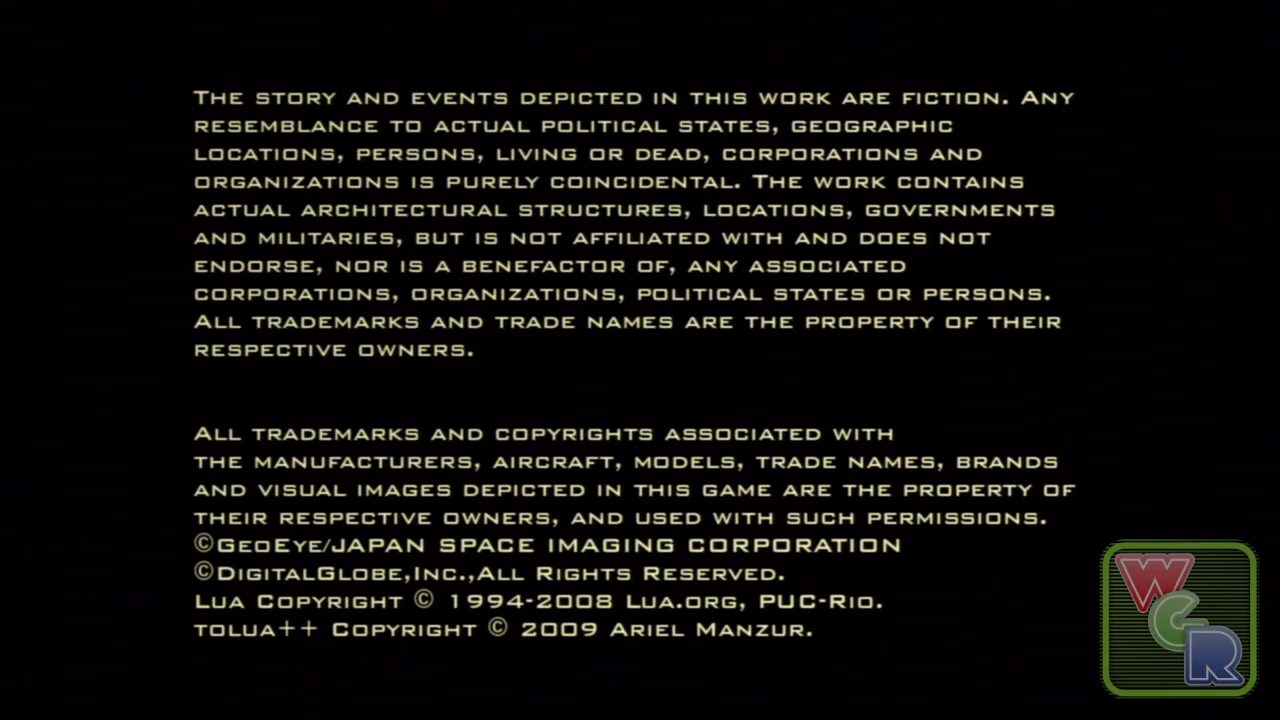 The story and events depicted in this work are fiction. Any
resemblance to actual political states, geographic
locations, persons, living or dead, corporations and
organizations is purely coincidental. The work contains
actual architectural structures, locations, governments
and militaries, but is not affiliated with and does not
endorse, nor is a benefactor of, any associated
corporations, organizations, political states or persons.
All trademarks and trade names are the property of their
respective owners.
All trademarks and copyrights associated with
the manufacturers, aircraft, models, trade names, brands
and visual images depicted in this game are the property of
their respective owners, and used with such permissions.
©GeoEye/JAPAN SPACE IMAGING CORPORATION
©DigitalGlobe,Inc.,All Rights Reserved.
Lua Copyright © 1994-2008 Lua.org, PUC-Rio.
tolua++ Copyright © 2009 Ariel Manzur.
WCR